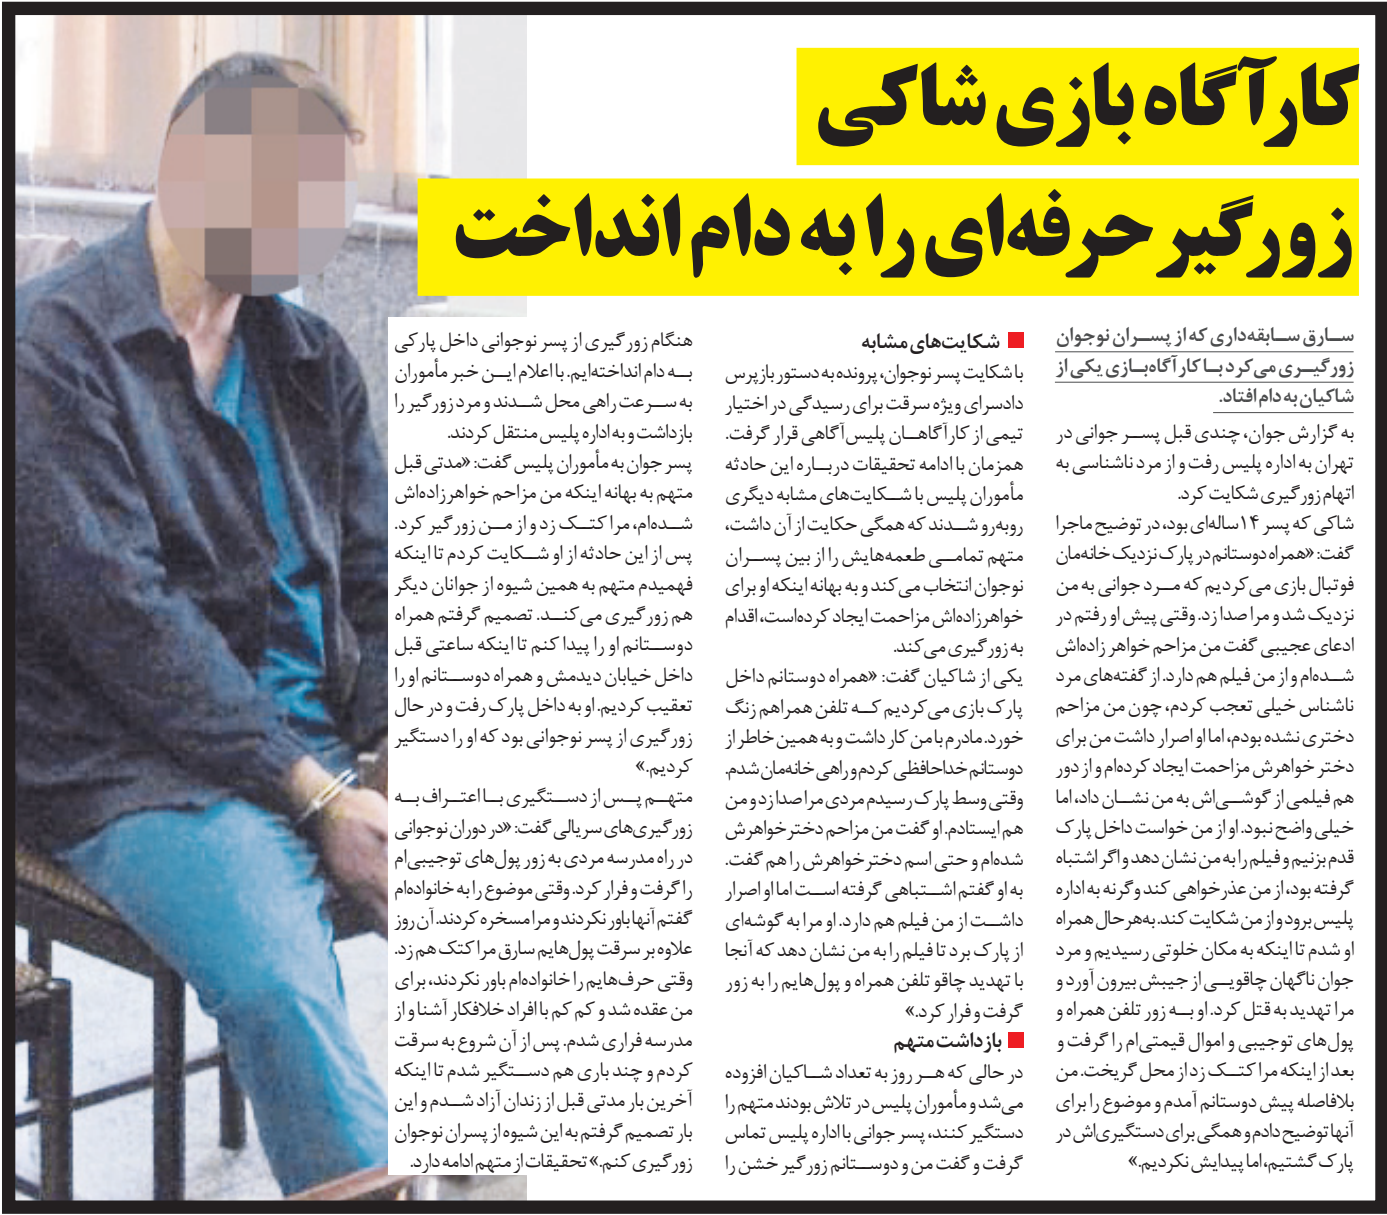 کارآگاه بازی شاکی
زورگیر حرفه‌ای را به دام انداخت
سارق سابقه‌داری که از پسران نوجوان
زورگیری می‌کرد با کارآگاه‌بازی یکی از
شاکیان به دام افتاد.
به گزارش جوان، چندی قبل پسر جوانی در
تهران به اداره پلیس رفت و از مرد ناشناسی به
اتهام زورگیری شکایت کرد.
شاکی که پسر ۱۴ساله‌ای بود، در توضیح ماجرا
گفت: «همراه دوستانم در پارک نزدیک خانه‌مان
فوتبال بازی می‌کردیم که مرد جوانی به من
نزدیک شد و مرا صدا زد. وقتی پیش او رفتم در
ادعای عجیبی گفت من مزاحم خواهر زاده‌اش
شده‌ام و از من فیلم هم دارد. از گفته‌های مرد
ناشناس خیلی تعجب کردم، چون من مزاحم
دختری نشده بودم، اما او اصرار داشت من برای
دختر خواهرش مزاحمت ایجاد کرده‌ام و از دور
هم فیلمی از گوشی‌اش به من نشان داد، اما
خیلی واضح نبود. او از من خواست داخل پارک
قدم بزنیم و فیلم را به من نشان دهد و اگر اشتباه
گرفته بود، از من عذرخواهی کند وگرنه به اداره
پلیس برود و از من شکایت کند. به‌هرحال همراه
او شدم تا اینکه به مکان خلوتی رسیدیم و مرد
جوان ناگهان چاقویی از جیبش بیرون آورد و
مرا تهدید به قتل کرد. او به زور تلفن همراه و
پول‌های توجیبی و اموال قیمتی‌ام را گرفت و
بعد از اینکه مرا کتک زد از محل گریخت. من
بلافاصله پیش دوستانم آمدم و موضوع را برای
آنها توضیح دادم و همگی برای دستگیری‌اش در
پارک گشتیم، اما پیدایش نکردیم.»
شکایت‌های مشابه
با شکایت پسر نوجوان، پرونده به دستور بازپرس
دادسرای ویژه سرقت برای رسیدگی در اختیار
تیمی از کارآگاهان پلیس آگاهی قرار گرفت.
همزمان با ادامه تحقیقات درباره این حادثه
مأموران پلیس با شکایت‌های مشابه دیگری
روبه‌رو شدند که همگی حکایت از آن داشت،
متهم تمامی طعمه‌هایش را از بین پسران
نوجوان انتخاب می‌کند و به بهانه اینکه او برای
خواهرزاده‌اش مزاحمت ایجاد کرده‌است، اقدام
به زورگیری می‌کند.
یکی از شاکیان گفت: «همراه دوستانم داخل
پارک بازی می‌کردیم که تلفن همراهم زنگ
خورد. مادرم با من کار داشت و به همین خاطر از
دوستانم خداحافظی کردم و راهی خانه‌مان شدم.
وقتی وسط پارک رسیدم مردی مرا صدا زد و من
هم ایستادم. او گفت من مزاحم دختر خواهرش
شده‌ام و حتی اسم دختر خواهرش را هم گفت.
به او گفتم اشتباهی گرفته است اما او اصرار
داشت از من فیلم هم دارد. او مرا به گوشه‌ای
از پارک برد تا فیلم را به من نشان دهد که آنجا
با تهدید چاقو تلفن همراه و پول‌هایم را به زور
گرفت و فرار کرد.»
بازداشت متهم
در حالی که هر روز به تعداد شاکیان افزوده
می‌شد و مأموران پلیس در تلاش بودند متهم را
دستگیر کنند، پسر جوانی با اداره پلیس تماس
گرفت و گفت من و دوستانم زورگیر خشن را
هنگام زورگیری از پسر نوجوانی داخل پارکی
به دام انداخته‌ایم. با اعلام این خبر مأموران
به سرعت راهی محل شدند و مرد زورگیر را
بازداشت و به اداره پلیس منتقل کردند.
پسر جوان به مأموران پلیس گفت: «مدتی قبل
متهم به بهانه اینکه من مزاحم خواهرزاده‌اش
شده‌ام، مرا کتک زد و از من زورگیر کرد.
پس از این حادثه از او شکایت کردم تا اینکه
فهمیدم متهم به همین شیوه از جوانان دیگر
هم زورگیری می‌کند. تصمیم گرفتم همراه
دوستانم او را پیدا کنم تا اینکه ساعتی قبل
داخل خیابان دیدمش و همراه دوستانم او را
تعقیب کردیم. او به داخل پارک رفت و در حال
زورگیری از پسر نوجوانی بود که او را دستگیر
کردیم.»
متهم پس از دستگیری با اعتراف به
زورگیری‌های سریالی گفت: «در دوران نوجوانی
در راه مدرسه مردی به زور پول‌های توجیبی‌ام
را گرفت و فرار کرد. وقتی موضوع را به خانواده‌ام
گفتم آنها باور نکردند و مرا مسخره کردند. آن روز
علاوه بر سرقت پول‌هایم سارق مرا کتک هم زد.
وقتی حرف‌هایم را خانواده‌ام باور نکردند، برای
من عقده شد و کم کم با افراد خلافکار آشنا و از
مدرسه فراری شدم. پس از آن شروع به سرقت
کردم و چند باری هم دستگیر شدم تا اینکه
آخرین بار مدتی قبل از زندان آزاد شدم و این
بار تصمیم گرفتم به این شیوه از پسران نوجوان
زورگیری کنم.» تحقیقات از متهم ادامه دارد.